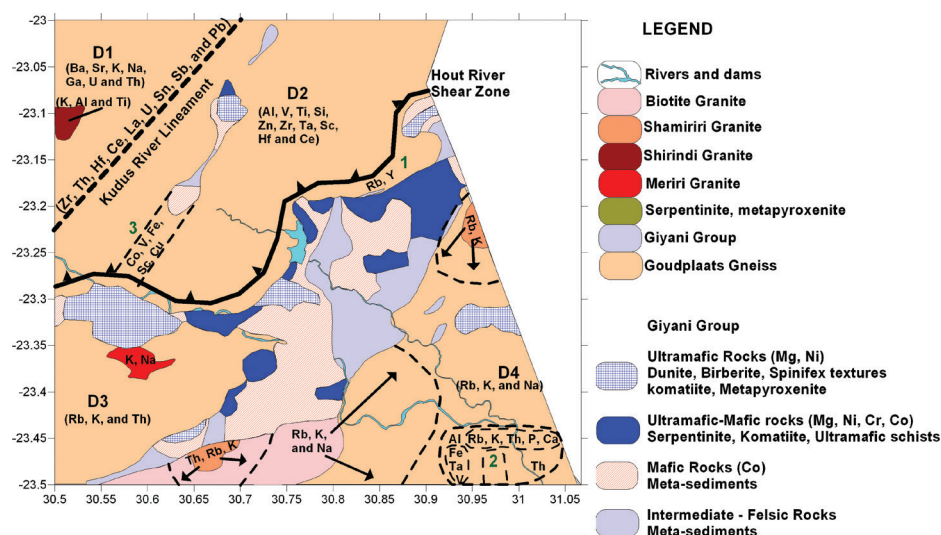 -23
-23.05
-23.1
-23.15
-23.2
-23.25
-23.3
-23.35
-23.4
-23.45
-23.5
30.5
30.55
30.6
30.65
30.7
30.75
30.8
30.85
30.9
30.95
31
31.05
D1
(Ba, Sr, K, Na,
Ga, U and Th)
(K, Al and Ti)
(Zr, Th, Hf, Ce, La, U, Sn, Sb, and Pb)
Kudus River Lineament
D2
(Al, V, Ti, Si,
Zn, Zr, Ta, Sc,
Hf and Ce)
Hout River
Shear Zone
1
Rb, Y
3
Co, V, Fe,
Sc, Cu
Rb, K
K, Na
D3
(Rb, K, and Th)
D4
(Rb, K, and Na)
Th, Rb, K
Rb, K,
and Na
Al
Fe
Ta
V
Rb, K, Th, P, Ca
2
Th
LEGEND
Rivers and dams
Biotite Granite
Shamiriri Granite
Shirindi Granite
Meriri Granite
Serpentinite, metapyroxenite
Giyani Group
Goudplaats Gneiss
Giyani Group
Ultramafic Rocks (Mg, Ni)
Dunite, Birberite, Spinifex textures
komatiite, Metapyroxenite
Ultramafic-Mafic rocks (Mg, Ni, Cr, Co)
Serpentinite, Komatiite, Ultramafic schists
Mafic Rocks (Co)
Meta-sediments
Intermediate - Felsic Rocks
Meta-sediments